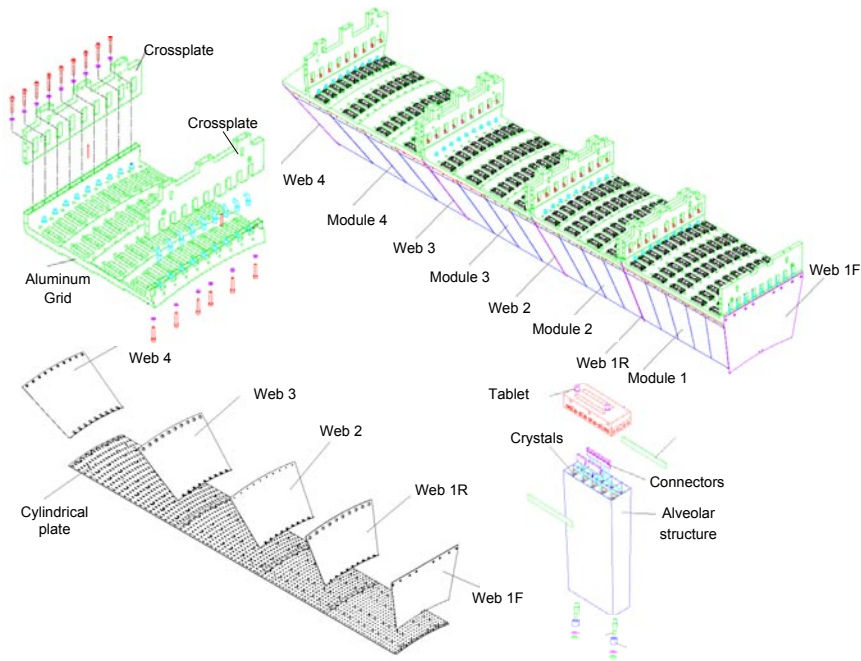 Crossplate
Crossplate
Aluminum
Grid
Web 4
Module 4
Web 3
Module 3
Web 2
Module 2
Web 1R
Module 1
Web 1F
Web 4
Web 3
Web 2
Web 1R
Web 1F
Cylindrical
plate
Tablet
Crystals
Connectors
Alveolar
structure